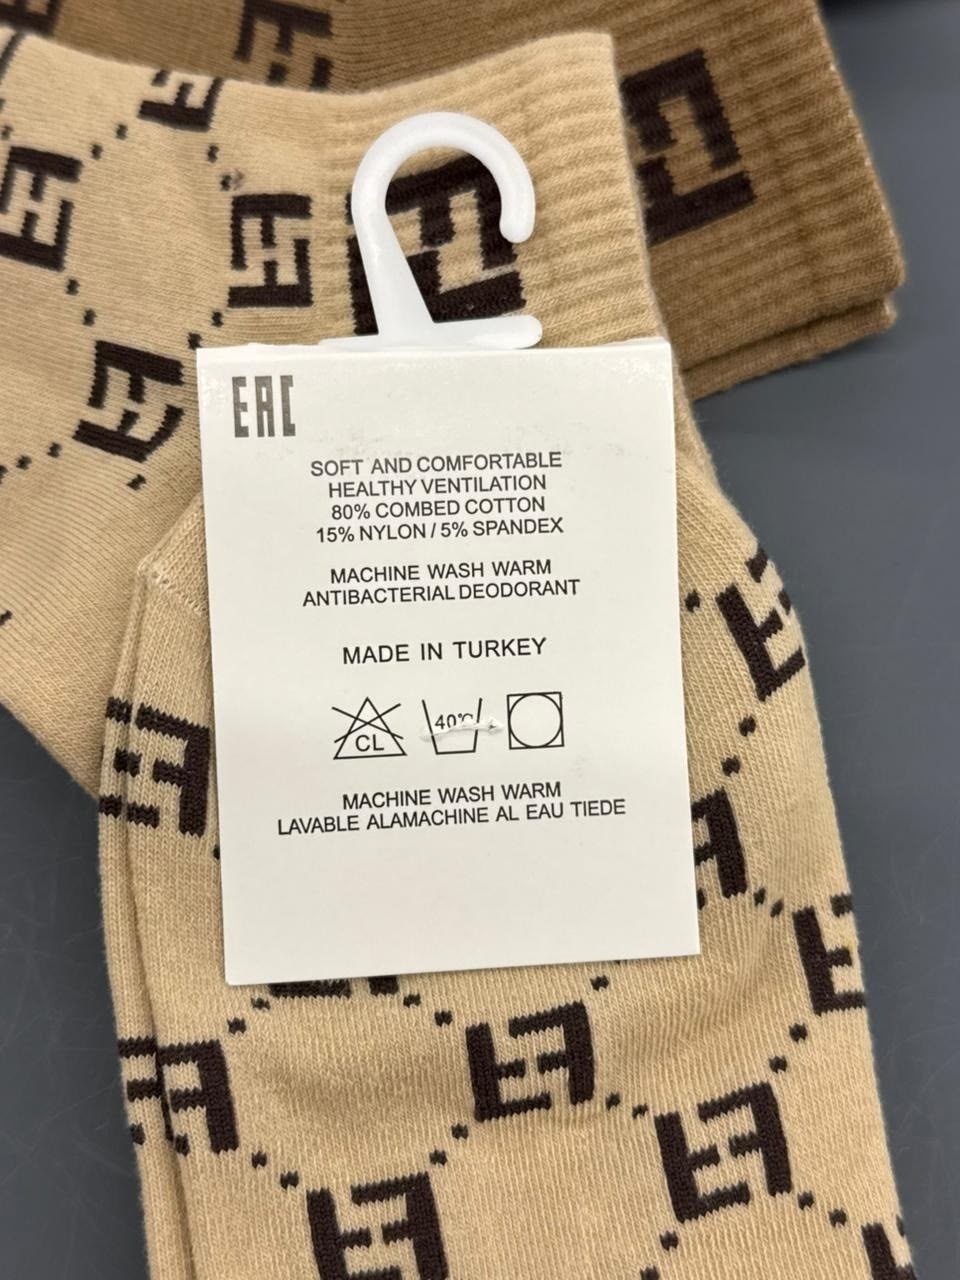 EAC
SOFT AND COMFORTABLE
HEALTHY VENTILATION
80% COMBED COTTON
15% NYLON / 5% SPANDEX
MACHINE WASH WARM
ANTIBACTERIAL DEODORANT
MADE IN TURKEY
CL 40°C
MACHINE WASH WARM
LAVABLE ALAMACHINE AL EAU TIEDE